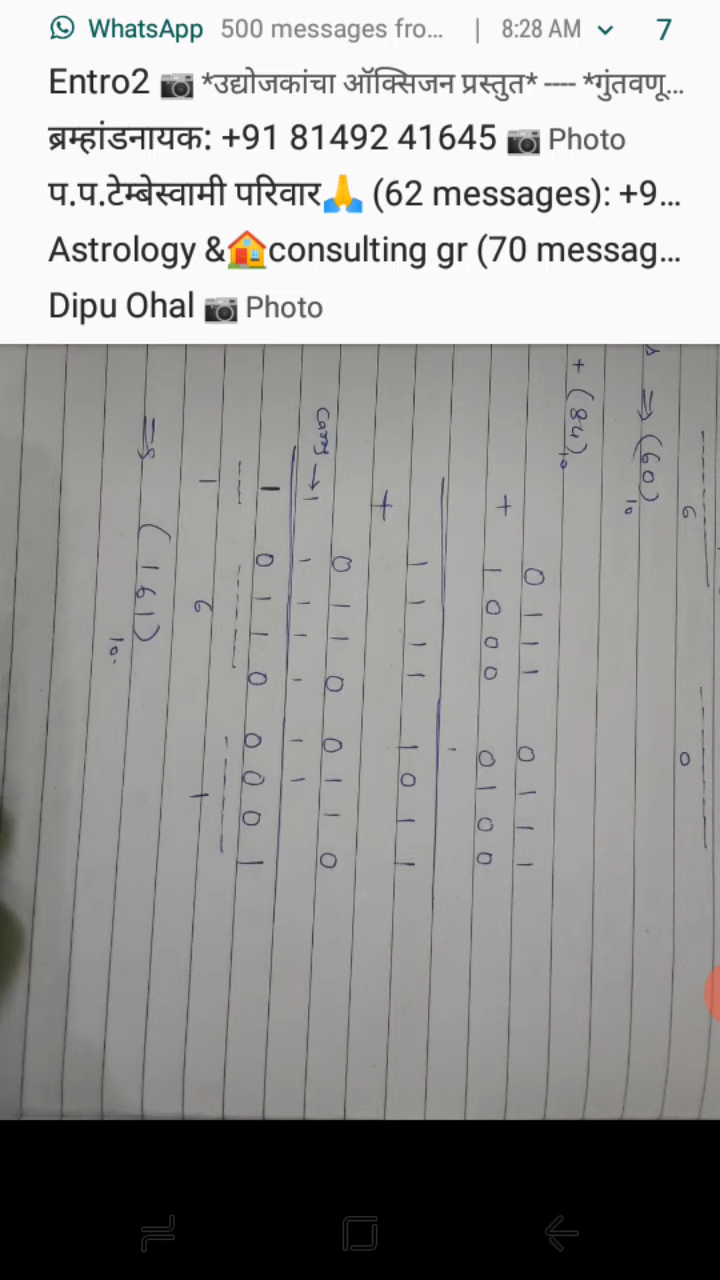 WhatsApp 500 messages fro... | 8:28 AM 7
Entro2 📷 *उद्योजकांचा ऑक्सिजन प्रस्तुत* ---- *गुंतवणू...
ब्रम्हांडनायक: +91 81492 41645 📷 Photo
प.प.टेम्बेस्वामी परिवार🙏 (62 messages): +9...
Astrology &🏠consulting gr (70 messag...
Dipu Ohal 📷 Photo
6 0
⇒ (60)10
+ (84)10
0 1 1 1 0 1 1 1
+ 1 0 0 0 0 1 0 0
1 1 1 1 1 0 1 1
+ 0 1 1 0 0 1 1 0
Carry → 1 1 1 1 1 1 1
1 0 1 1 0 0 0 0 1
1 6 1
⇒ (161)10.